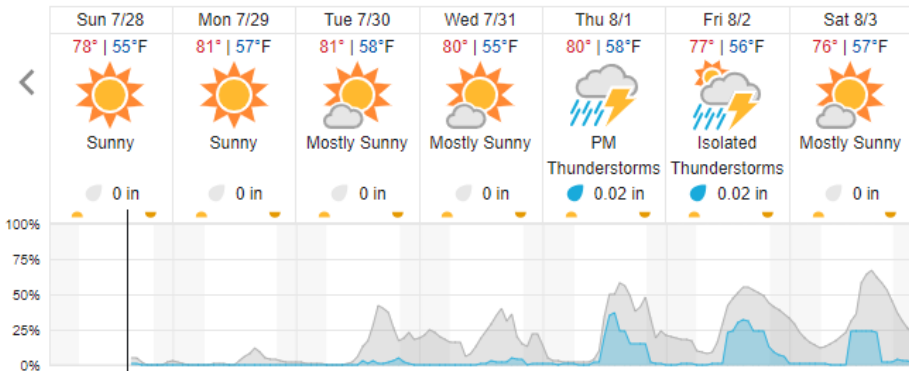 Sun 7/28 Mon 7/29 Tue 7/30 Wed 7/31 Thu 8/1 Fri 8/2 Sat 8/3
78° | 55°F 81° | 57°F 81° | 58°F 80° | 55°F 80° | 58°F 77° | 56°F 76° | 57°F
Sunny Sunny Mostly Sunny Mostly Sunny PM Isolated Mostly Sunny
Thunderstorms Thunderstorms
0 in 0 in 0 in 0 in 0.02 in 0.02 in 0 in
100%
75%
50%
25%
0%